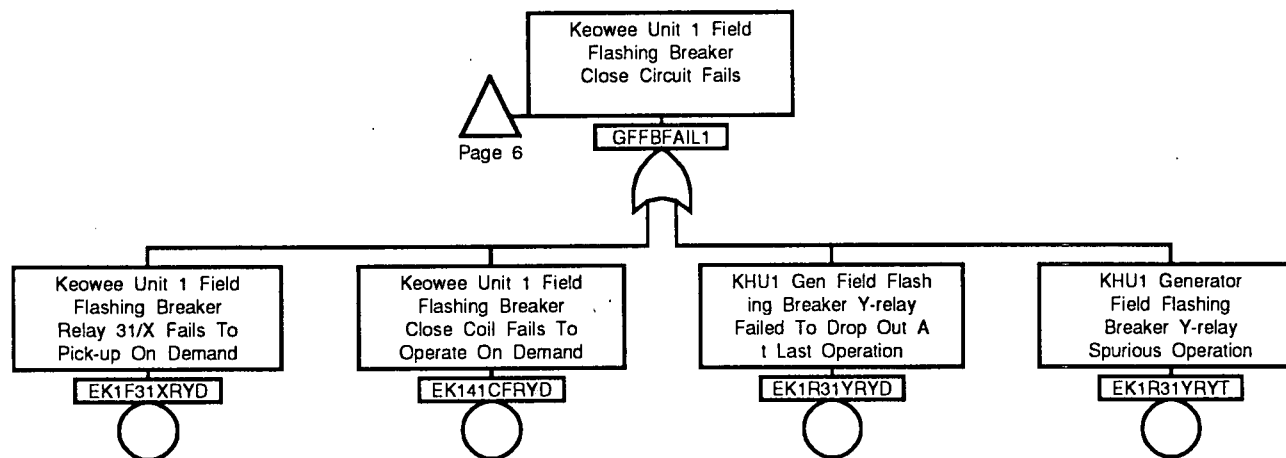 Keowee Unit 1 Field
Flashing Breaker
Close Circuit Fails
Page 6
GFFBFAIL1
Keowee Unit 1 Field
Flashing Breaker
Relay 31/X Fails To
Pick-up On Demand
EK1F31XRYD
Keowee Unit 1 Field
Flashing Breaker
Close Coil Fails To
Operate On Demand
EK141CFRYD
KHU1 Gen Field Flash
ing Breaker Y-relay
Failed To Drop Out A
t Last Operation
EK1R31YRYD
KHU1 Generator
Field Flashing
Breaker Y-relay
Spurious Operation
EK1R31YRYT